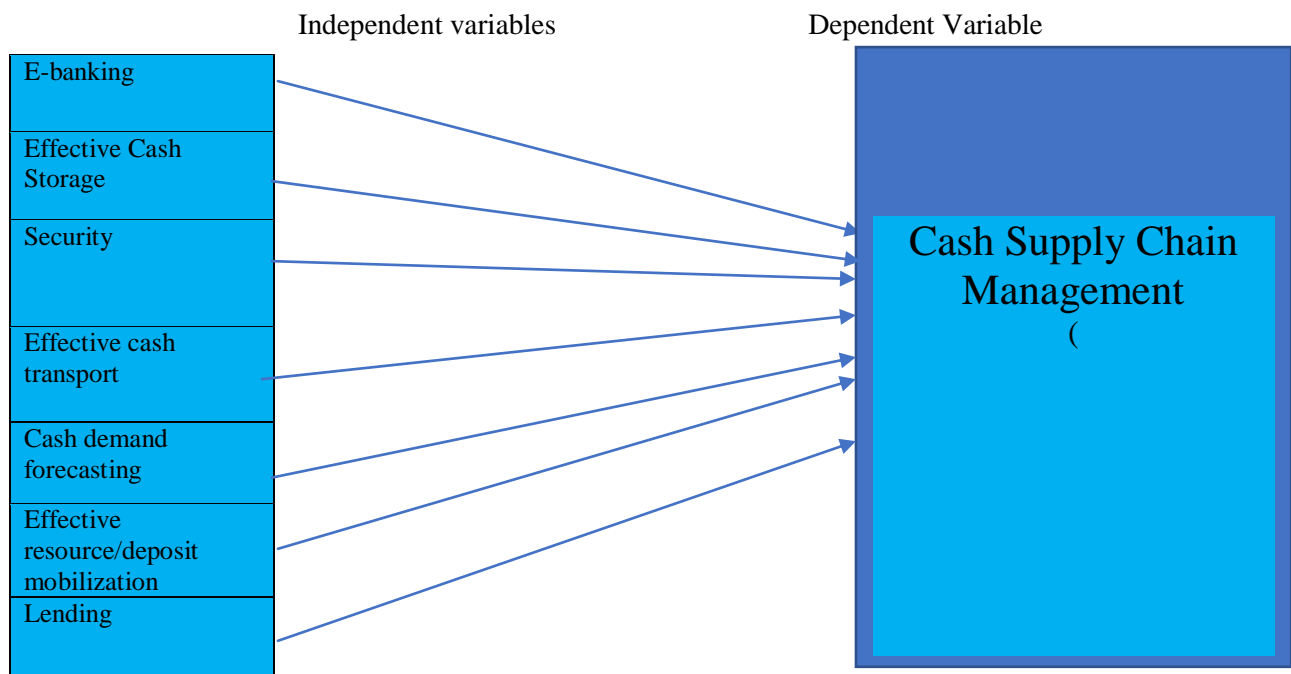 Independent variables
Dependent Variable
E-banking
Effective Cash
Storage
Security
Effective cash
transport
Cash demand
forecasting
Effective
resource/deposit
mobilization
Lending
Cash Supply Chain
Management
(